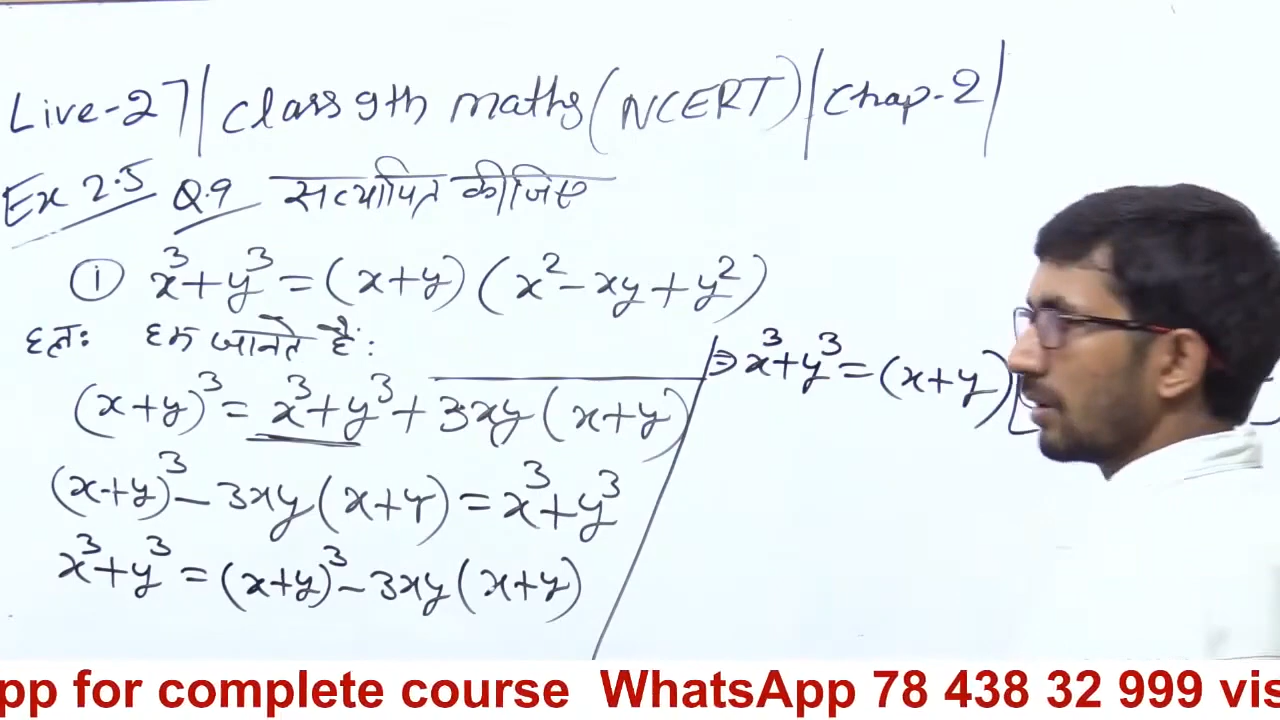 Live-27 | Class 9th maths (NCERT) | Chap-2 |
Ex 2.5 Q.9 सत्यापित कीजिए
① x³+y³ = (x+y) (x²-xy+y²)
हलः हम जानते हैं:
(x+y)³ = x³+y³+3xy(x+y)
(x+y)³-3xy(x+y) = x³+y³
x³+y³ = (x+y)³-3xy(x+y)
⇒ x³+y³ = (x+y)[
pp for complete course WhatsApp 78 438 32 999 vis